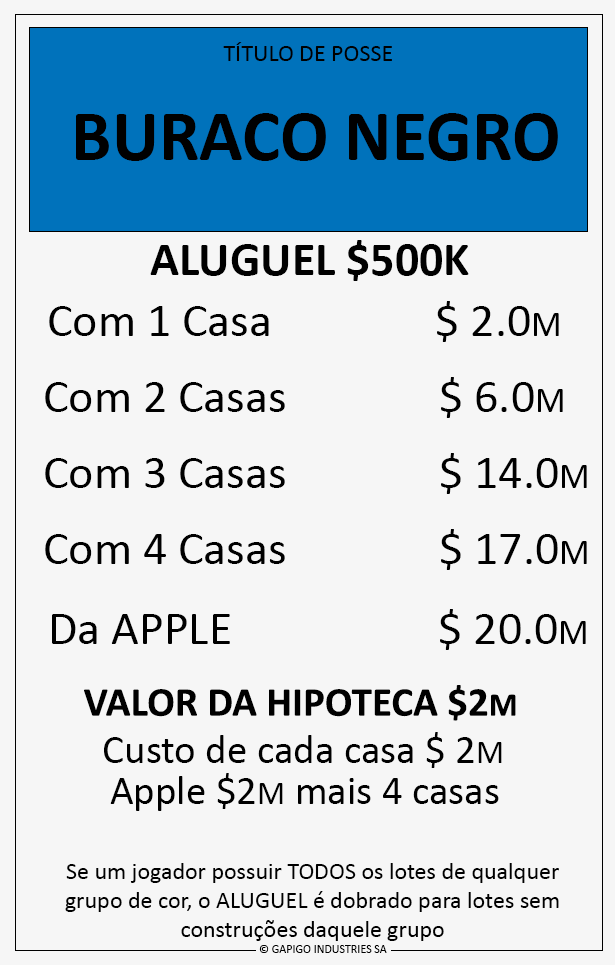 TÍTULO DE POSSE
BURACO NEGRO
ALUGUEL $500K
Com 1 Casa $ 2.0M
Com 2 Casas $ 6.0M
Com 3 Casas $ 14.0M
Com 4 Casas $ 17.0M
Da APPLE $ 20.0M
VALOR DA HIPOTECA $2M
Custo de cada casa $ 2M
Apple $2M mais 4 casas
Se um jogador possuir TODOS os lotes de qualquer
grupo de cor, o ALUGUEL é dobrado para lotes sem
construções daquele grupo
© GAPIGO INDUSTRIES SA